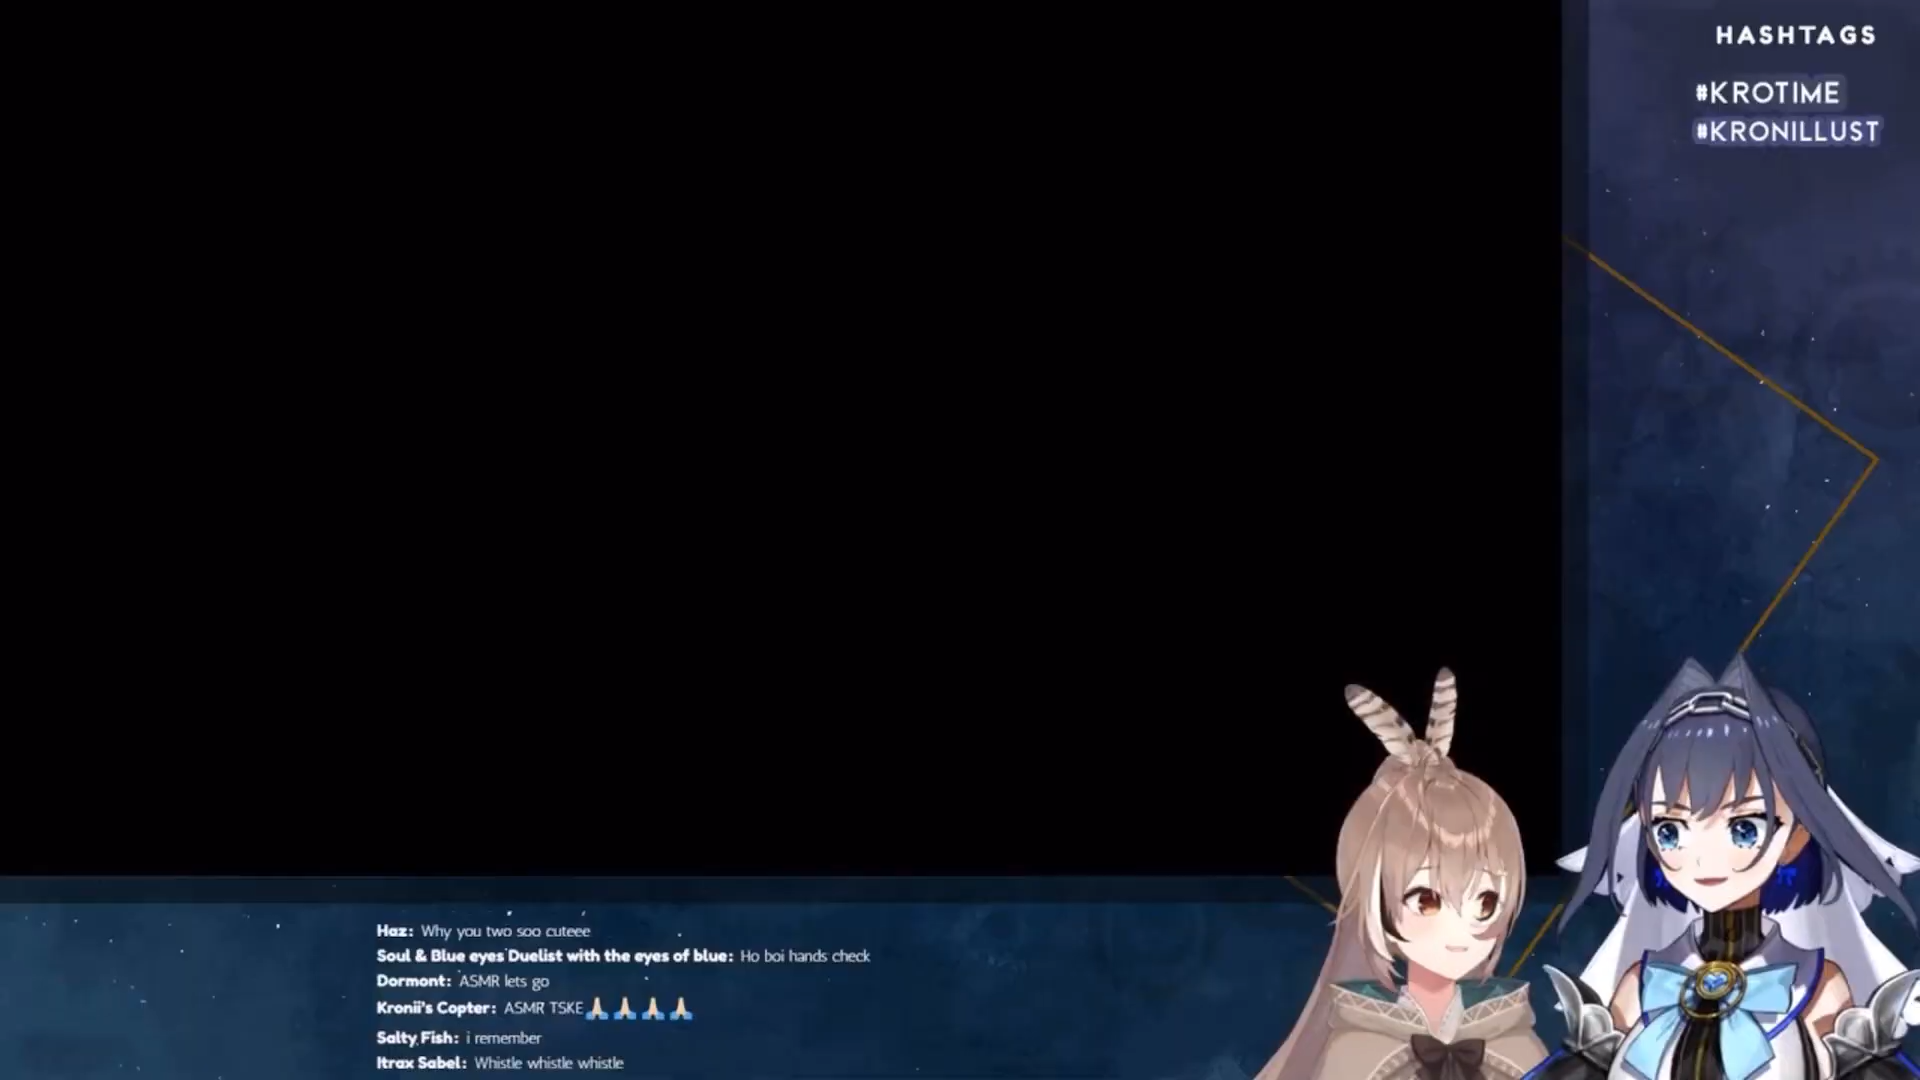 HASHTAGS
#KROTIME
#KRONILLUST
Haz: Why you two soo cuteee
Soul & Blue eyes Duelist with the eyes of blue: Ho boi hands check
Dormont: ASMR lets go
Kronii's Copter: ASMR TSKE🙏🏻🙏🏻🙏🏻🙏🏻
Salty Fish: i remember
Itrax Sabel: Whistle whistle whistle